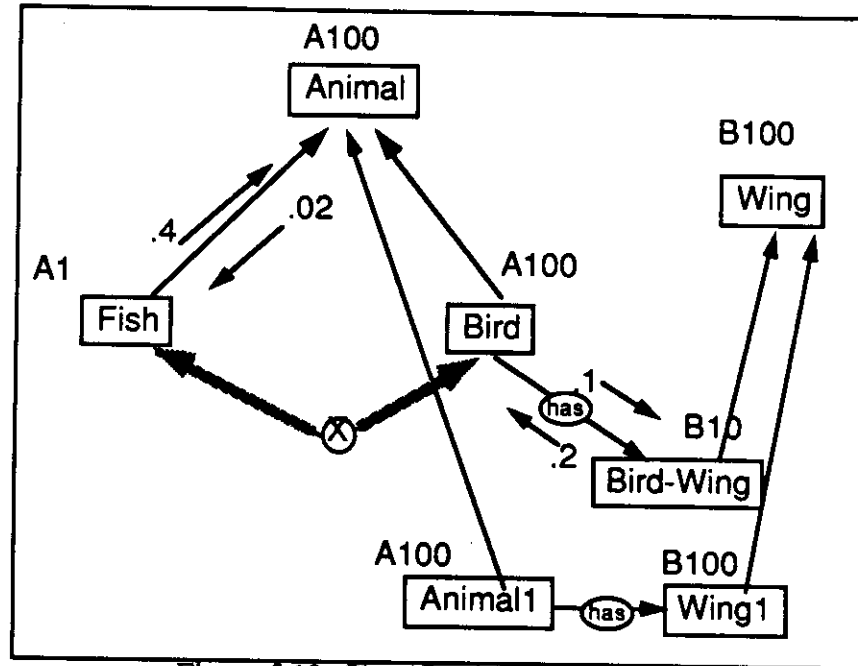 A100
Animal
B100
Wing
.4
.02
A1
Fish
A100
Bird
.1
has
B10
.2
Bird-Wing
X
A100
Animal1
has
B100
Wing1